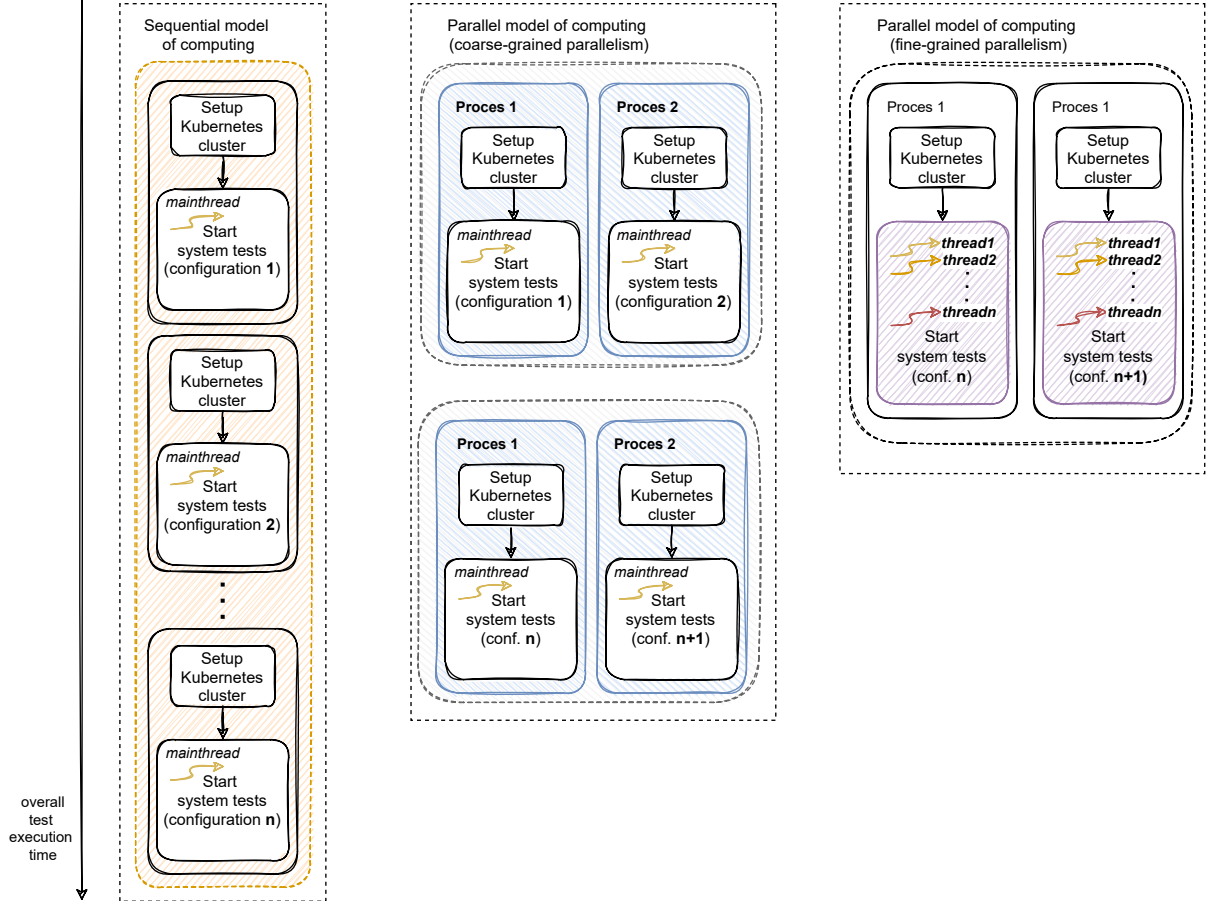 Sequential model
of computing
Setup
Kubernetes
cluster
mainthread
Start
system tests
(configuration 1)
Setup
Kubernetes
cluster
mainthread
Start
system tests
(configuration 2)
Setup
Kubernetes
cluster
mainthread
Start
system tests
(configuration n)
overall
test
execution
time
Parallel model of computing
(coarse-grained parallelism)
Proces 1
Setup
Kubernetes
cluster
mainthread
Start
system tests
(configuration 1)
Proces 2
Setup
Kubernetes
cluster
mainthread
Start
system tests
(configuration 2)
Proces 1
Setup
Kubernetes
cluster
mainthread
Start
system tests
(conf. n)
Proces 2
Setup
Kubernetes
cluster
mainthread
Start
system tests
(conf. n+1)
Parallel model of computing
(fine-grained parallelism)
Proces 1
Setup
Kubernetes
cluster
thread1
thread2
threadn
Start
system tests
(conf. n)
Proces 1
Setup
Kubernetes
cluster
thread1
thread2
threadn
Start
system tests
(conf. n+1)